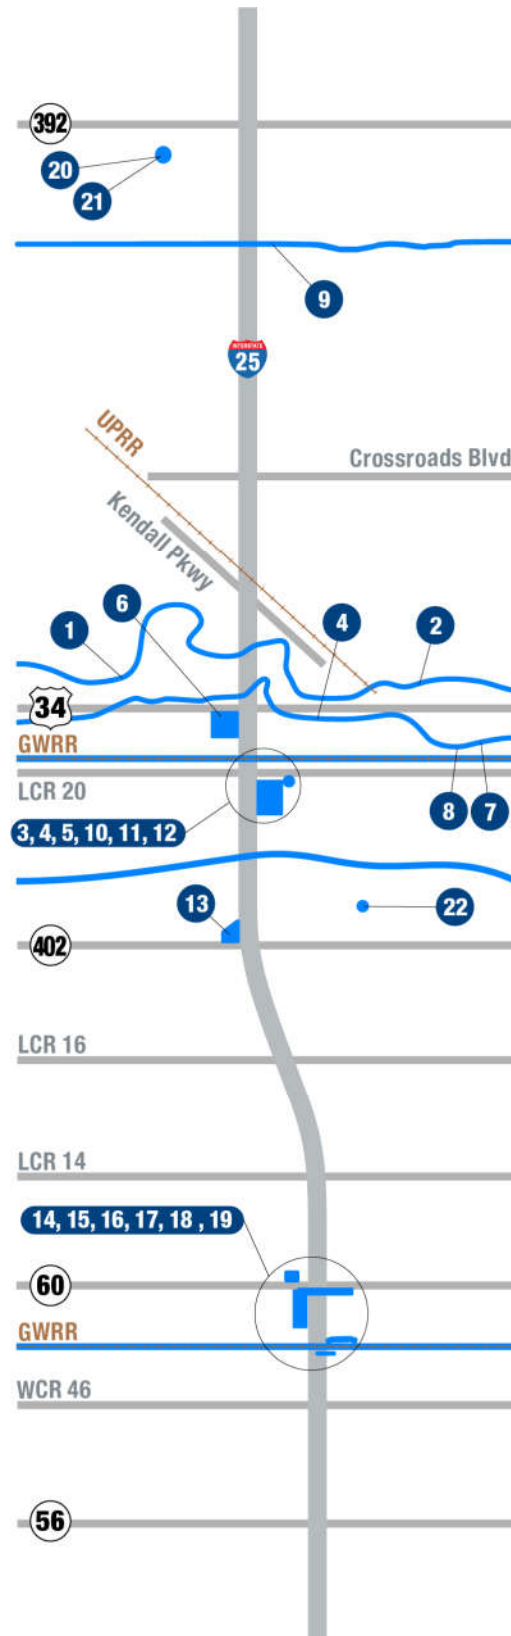 392
20
21
9
INTERSTATE
25
UPRR
Crossroads Blvd
Kendall Pkwy
6
1
4
2
34
GWRR
LCR 20
8
7
3, 4, 5, 10, 11, 12
13
22
402
LCR 16
LCR 14
14, 15, 16, 17, 18 , 19
60
GWRR
WCR 46
56